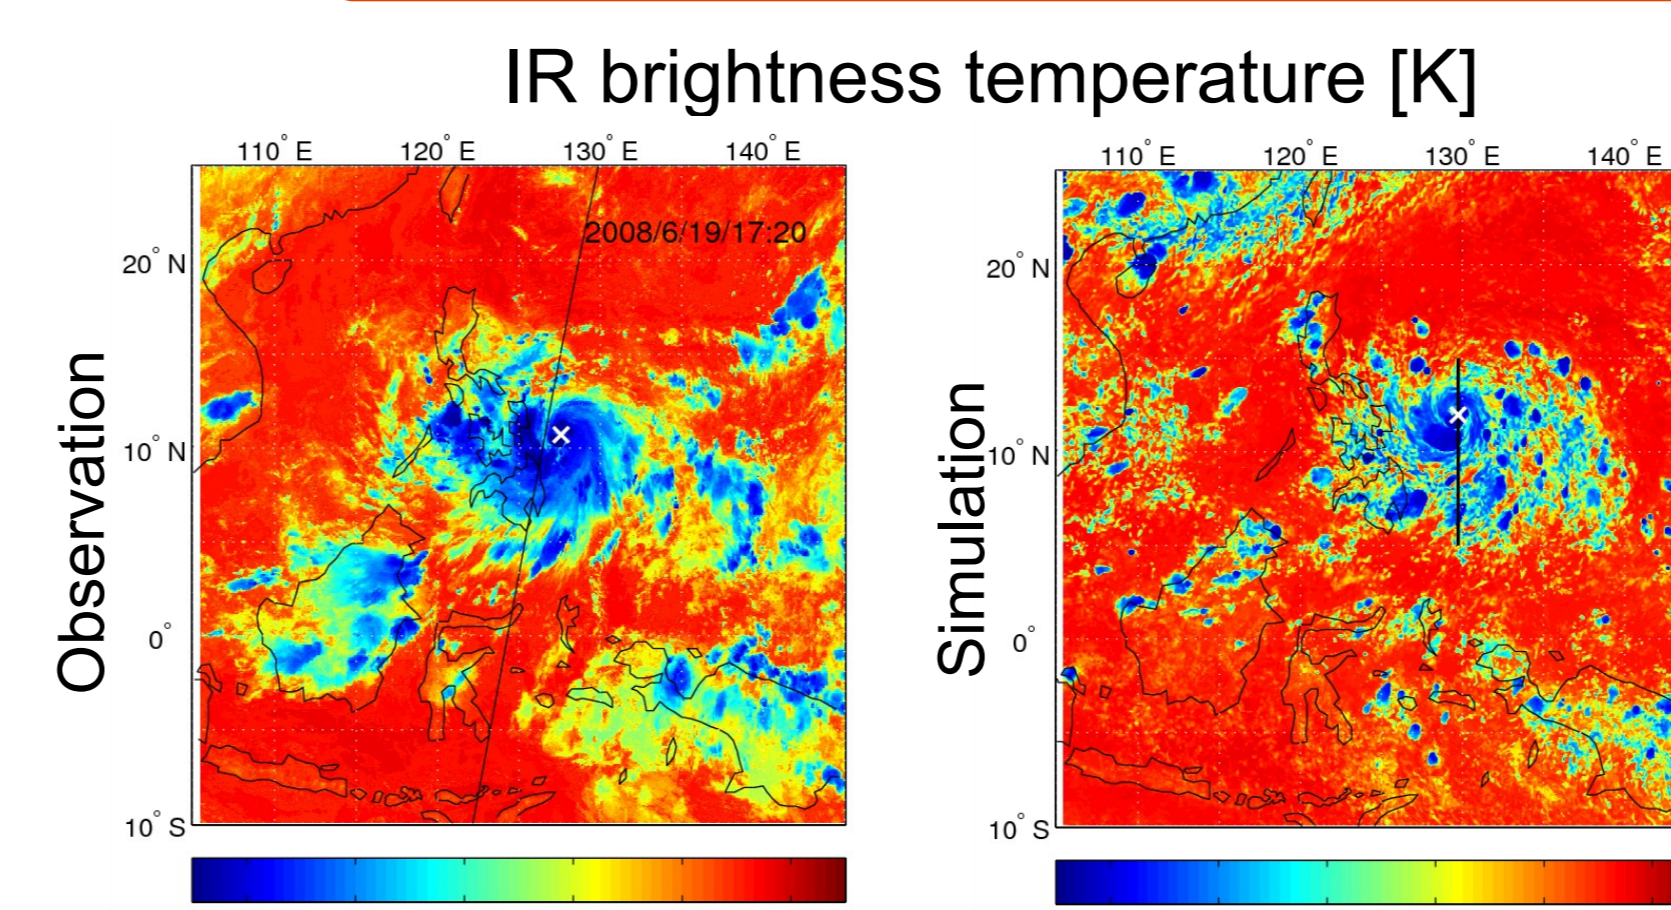 IR brightness temperature [K]
110° E 120° E 130° E 140° E
2008/6/19/17:20
20° N
10° N
0°
10° S
Observation
110° E 120° E 130° E 140° E
20° N
10° N
0°
10° S
Simulation